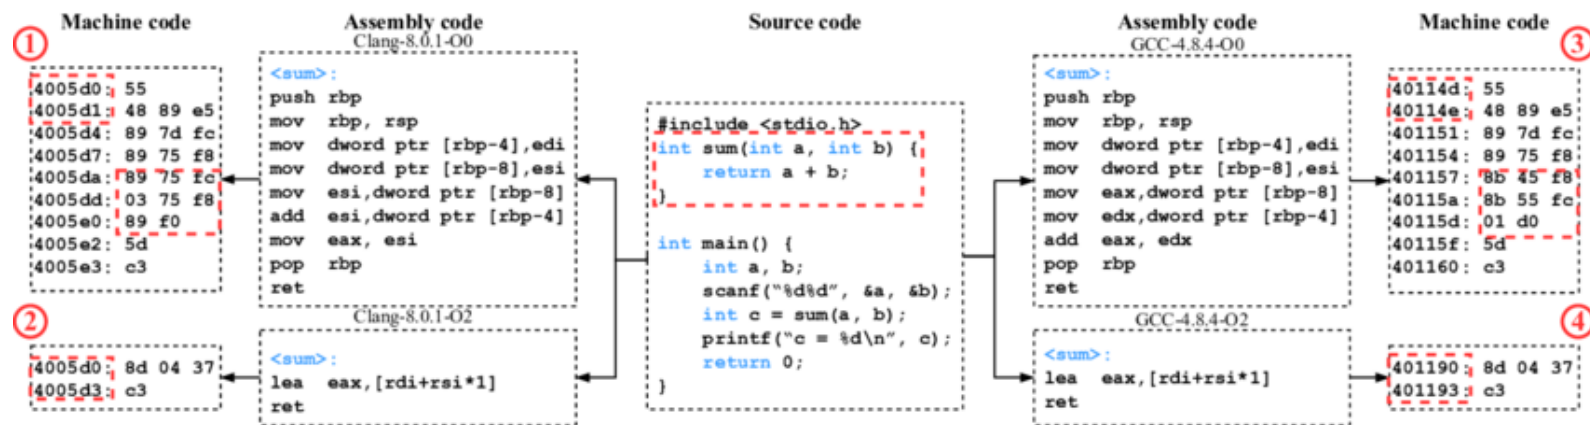 Machine code
Assembly code
Source code
Assembly code
Machine code
1
Clang-8.0.1-O0
GCC-4.8.4-O0
3
4005d0: 55
4005d1: 48 89 e5
4005d4: 89 7d fc
4005d7: 89 75 f8
4005da: 89 75 fc
4005dd: 03 75 f8
4005e0: 89 f0
4005e2: 5d
4005e3: c3
<sum>:
push rbp
mov rbp, rsp
mov dword ptr [rbp-4],edi
mov dword ptr [rbp-8],esi
mov esi,dword ptr [rbp-8]
add esi,dword ptr [rbp-4]
mov eax, esi
pop rbp
ret
#include <stdio.h>
int sum(int a, int b) {
return a + b;
}
int main() {
int a, b;
scanf("%d%d", &a, &b);
int c = sum(a, b);
printf("c = %d\n", c);
return 0;
}
<sum>:
push rbp
mov rbp, rsp
mov dword ptr [rbp-4],edi
mov dword ptr [rbp-8],esi
mov eax,dword ptr [rbp-8]
mov edx,dword ptr [rbp-4]
add eax, edx
pop rbp
ret
40114d: 55
40114e: 48 89 e5
401151: 89 7d fc
401154: 89 75 f8
401157: 8b 45 f8
40115a: 8b 55 fc
40115d: 01 d0
40115f: 5d
401160: c3
2
Clang-8.0.1-O2
GCC-4.8.4-O2
4
4005d0: 8d 04 37
4005d3: c3
<sum>:
lea eax,[rdi+rsi*1]
ret
<sum>:
lea eax,[rdi+rsi*1]
ret
401190: 8d 04 37
401193: c3